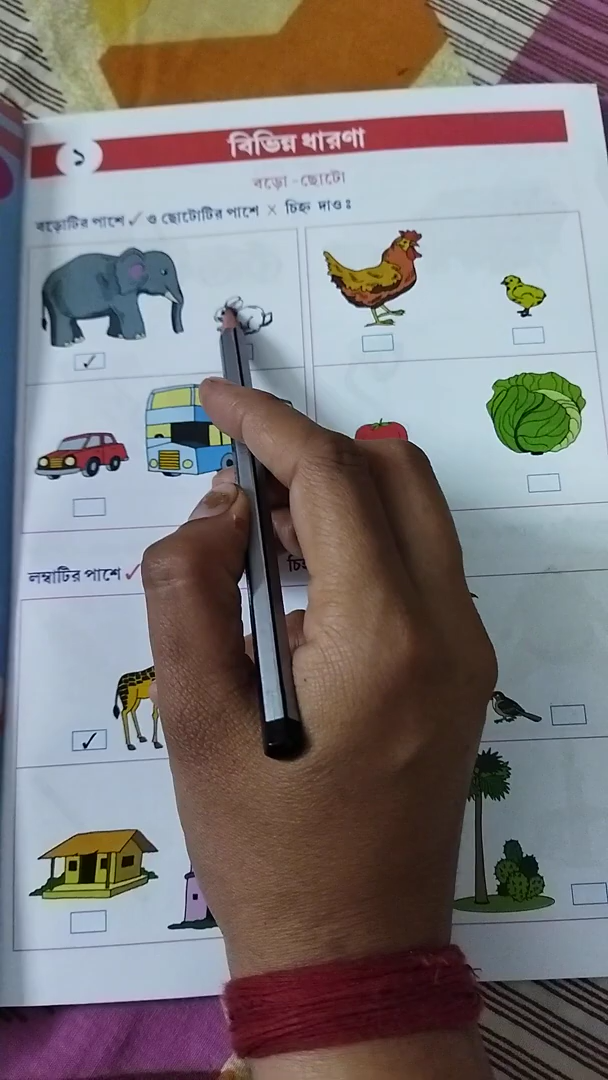 ১
বিভিন্ন ধারণা
বড়ো -ছোটো
বড়োটির পাশে ✓ ও ছোটোটির পাশে × চিহ্ন দাওঃ
লম্বাটির পাশে ✓